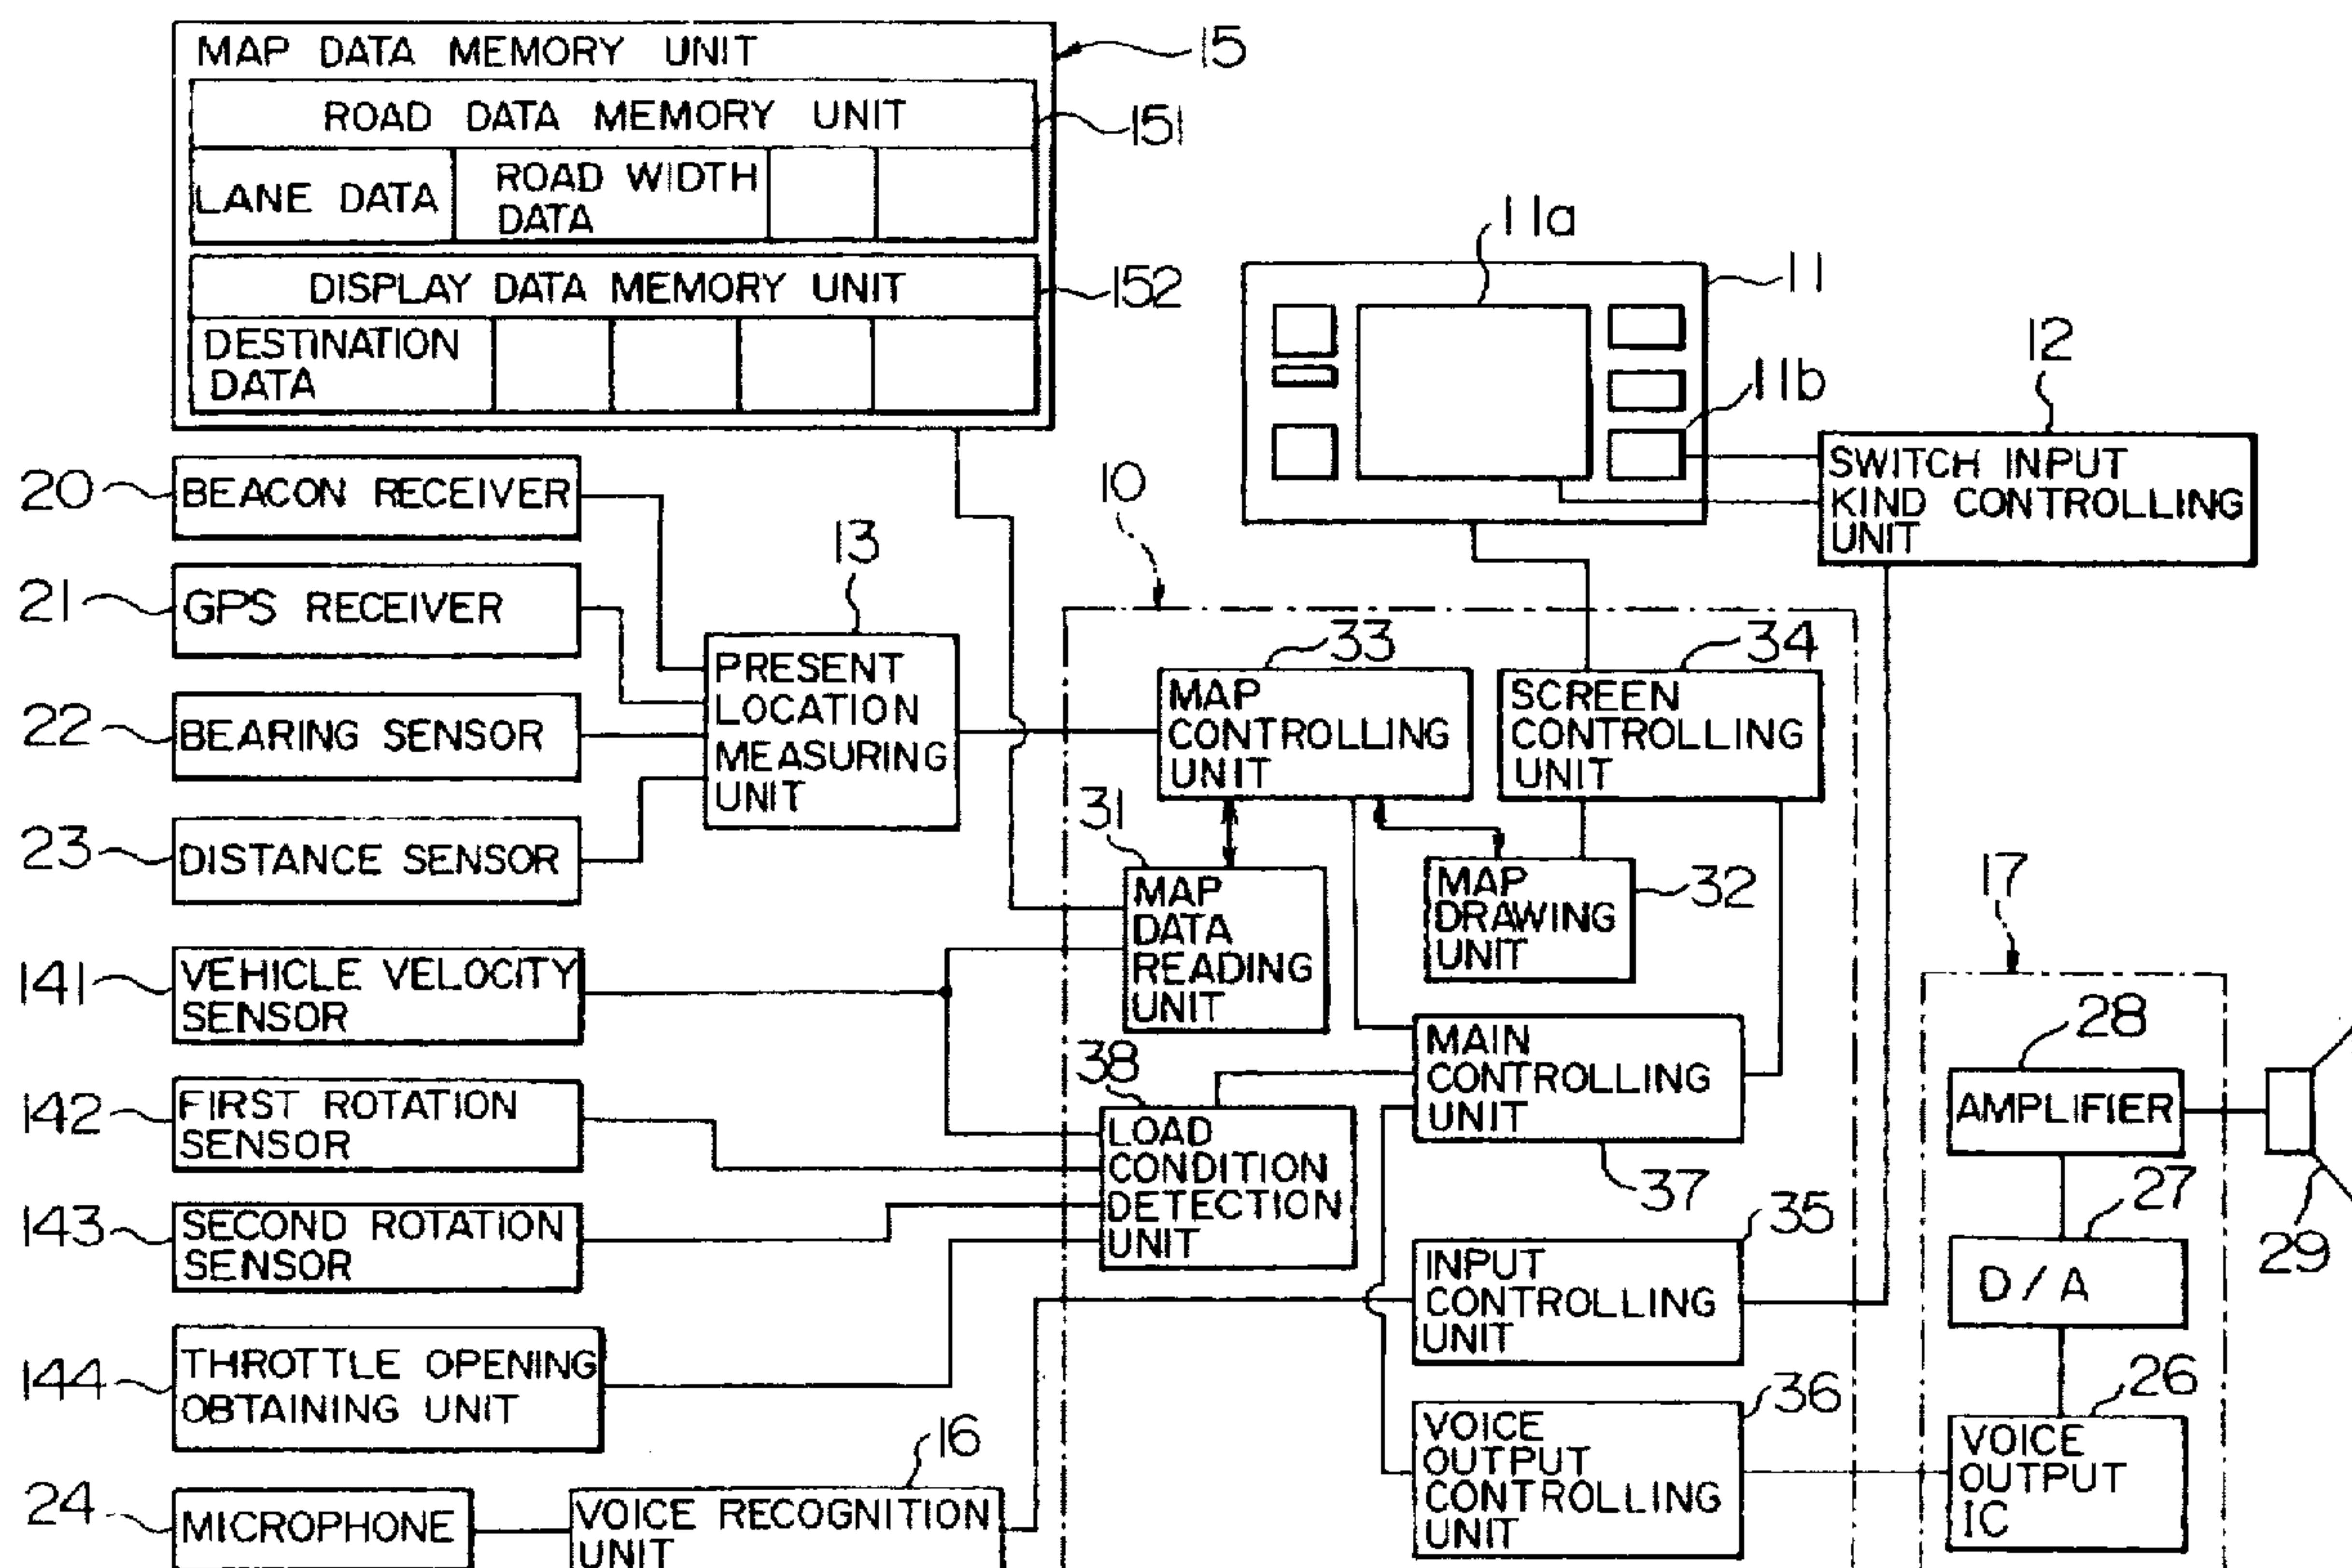 MAP DATA MEMORY UNIT
15
ROAD DATA MEMORY UNIT
151
LANE DATA
ROAD WIDTH
DATA
DISPLAY DATA MEMORY UNIT
152
DESTINATION
DATA
11a
11
11b
12
SWITCH INPUT
KIND CONTROLLING
UNIT
20
BEACON RECEIVER
21
GPS RECEIVER
22
BEARING SENSOR
23
DISTANCE SENSOR
13
PRESENT
LOCATION
MEASURING
UNIT
10
33
MAP
CONTROLLING
UNIT
34
SCREEN
CONTROLLING
UNIT
31
MAP
DATA
READING
UNIT
32
MAP
DRAWING
UNIT
141
VEHICLE VELOCITY
SENSOR
142
FIRST ROTATION
SENSOR
143
SECOND ROTATION
SENSOR
144
THROTTLE OPENING
OBTAINING UNIT
38
LOAD
CONDITION
DETECTION
UNIT
MAIN
CONTROLLING
UNIT
37
35
INPUT
CONTROLLING
UNIT
36
VOICE
OUTPUT
CONTROLLING
UNIT
17
28
AMPLIFIER
27
D/A
26
VOICE
OUTPUT
IC
29
24
MICROPHONE
16
VOICE RECOGNITION
UNIT